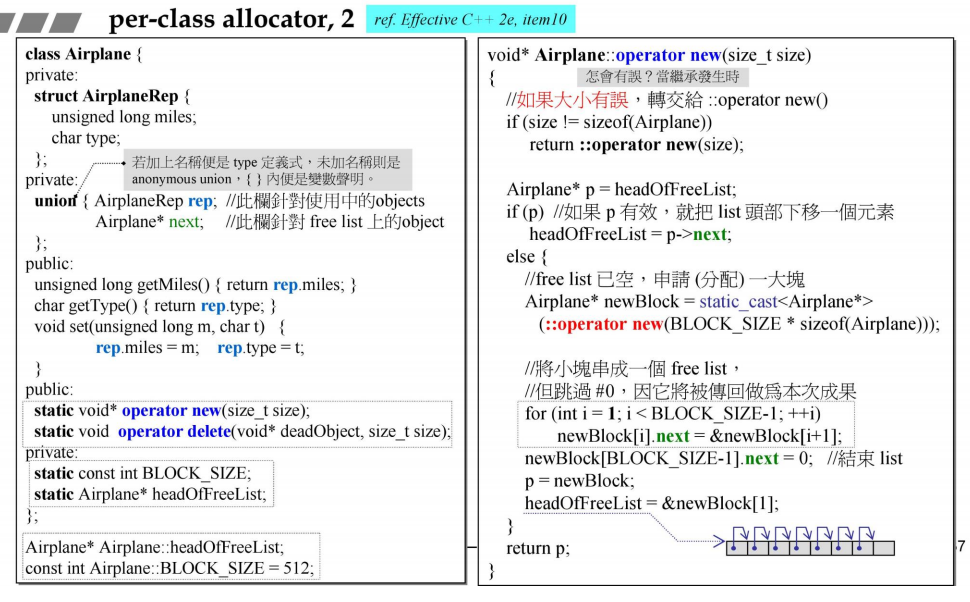 per-class allocator, 2
ref. Effective C++ 2e, item10
class Airplane {
private:
struct AirplaneRep {
unsigned long miles;
char type;
};
若加上名稱便是 type 定義式，未加名稱則是
anonymous union，{ } 內便是變數聲明。
private:
union { AirplaneRep rep; //此欄針對使用中的objects
Airplane* next; //此欄針對 free list 上的object
};
public:
unsigned long getMiles() { return rep.miles; }
char getType() { return rep.type; }
void set(unsigned long m, char t) {
rep.miles = m; rep.type = t;
}
public:
static void* operator new(size_t size);
static void operator delete(void* deadObject, size_t size);
private:
static const int BLOCK_SIZE;
static Airplane* headOfFreeList;
};
Airplane* Airplane::headOfFreeList;
const int Airplane::BLOCK_SIZE = 512;
void* Airplane::operator new(size_t size)
{
怎會有誤？當繼承發生時
//如果大小有誤，轉交給 ::operator new()
if (size != sizeof(Airplane))
return ::operator new(size);
Airplane* p = headOfFreeList;
if (p) //如果 p 有效，就把 list 頭部下移一個元素
headOfFreeList = p->next;
else {
//free list 已空，申請 (分配) 一大塊
Airplane* newBlock = static_cast<Airplane*>
(::operator new(BLOCK_SIZE * sizeof(Airplane)));
//將小塊串成一個 free list，
//但跳過 #0，因它將被傳回做爲本次成果
for (int i = 1; i < BLOCK_SIZE-1; ++i)
newBlock[i].next = &newBlock[i+1];
newBlock[BLOCK_SIZE-1].next = 0; //結束 list
p = newBlock;
headOfFreeList = &newBlock[1];
}
return p;
}
7